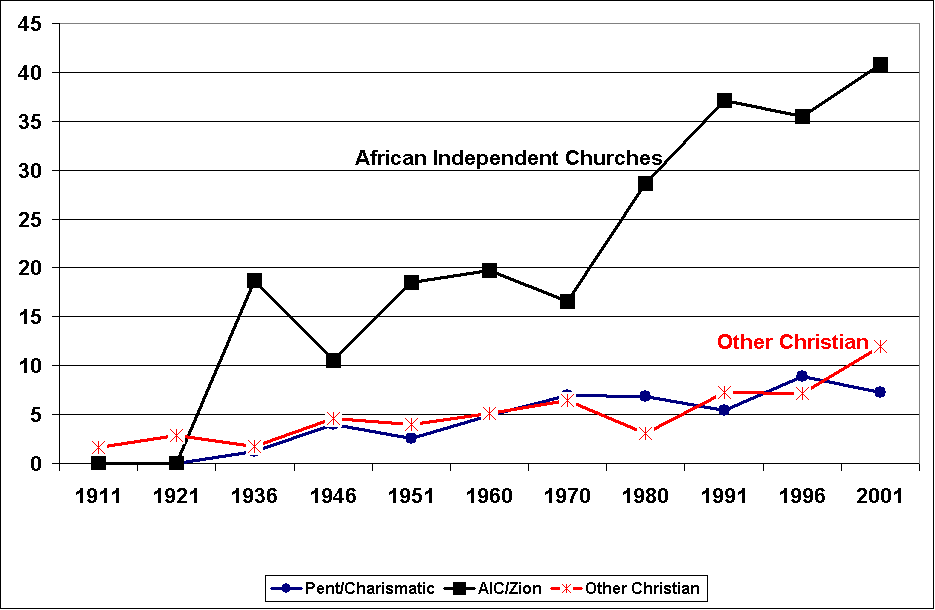 45
40
35
African Independent Churches
30
25
20
15
Other Christian
10
5
0
1911 1921 1936 1946 1951 1960 1970 1980 1991 1996 2001
Pent/Charismatic AIC/Zion Other Christian